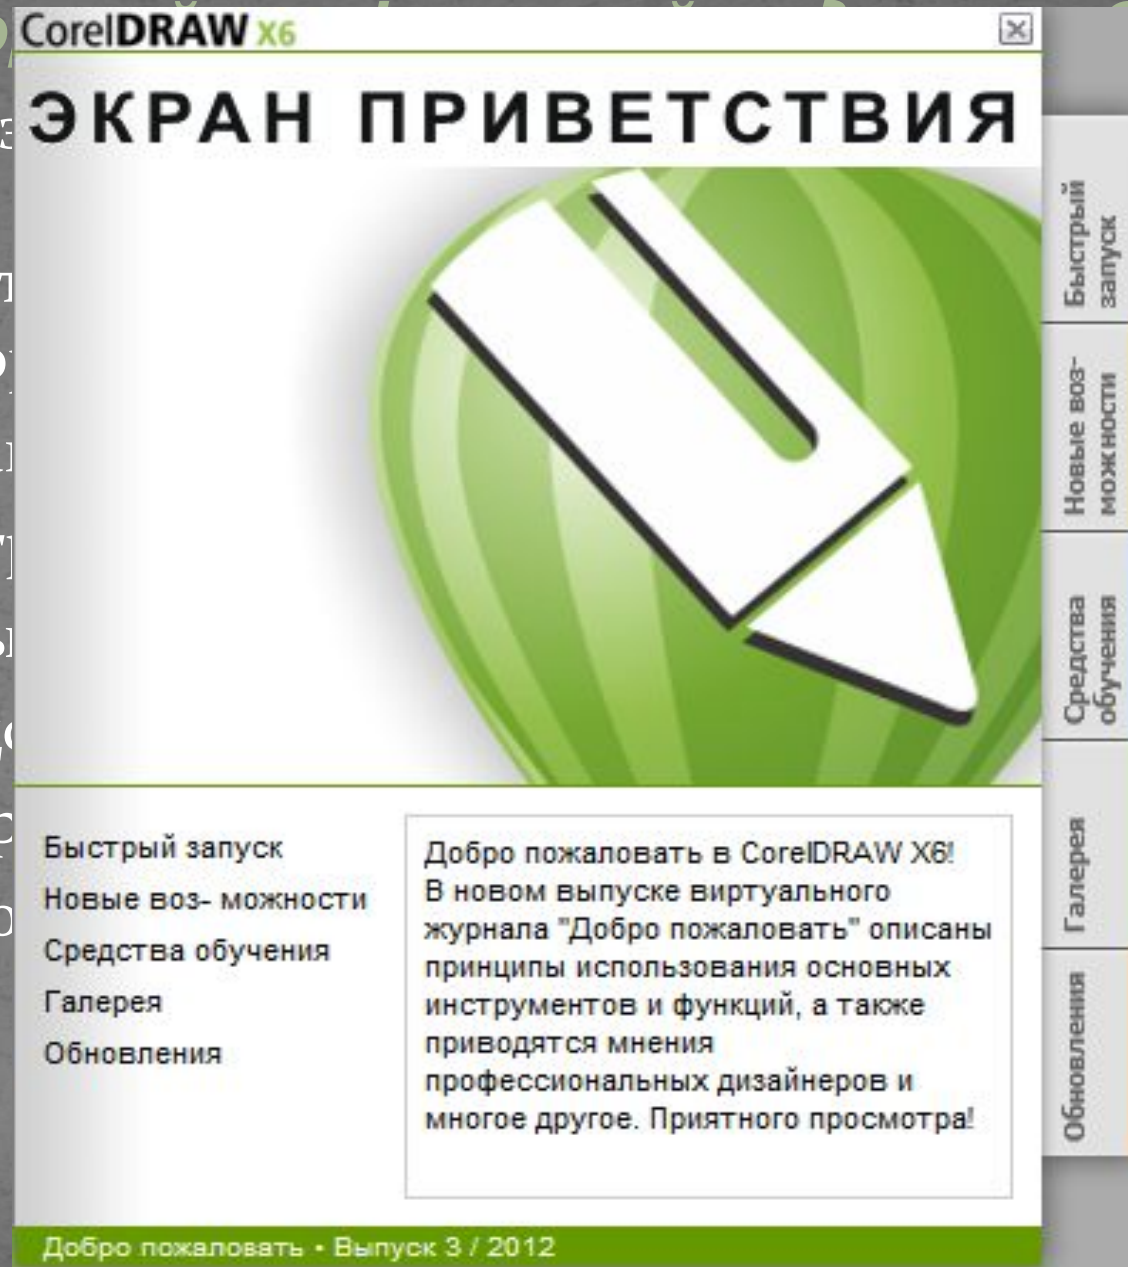 CorelDRAW X6
ЭКРАН ПРИВЕТСТВИЯ
Быстрый запуск
Новые воз- можности
Средства обучения
Галерея
Обновления
Добро пожаловать в CorelDRAW X6!
В новом выпуске виртуального
журнала "Добро пожаловать" описаны
принципы использования основных
инструментов и функций, а также
приводятся мнения
профессиональных дизайнеров и
многое другое. Приятного просмотра!
Добро пожаловать • Выпуск 3 / 2012
Быстрый
запуск
Новые воз-
можности
Средства
обучения
Галерея
Обновления